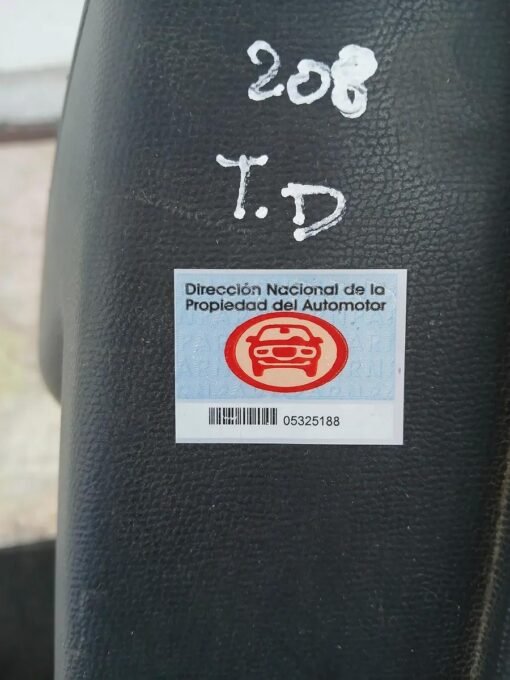 208
T.D
Dirección Nacional de la
Propiedad del Automotor
05325188